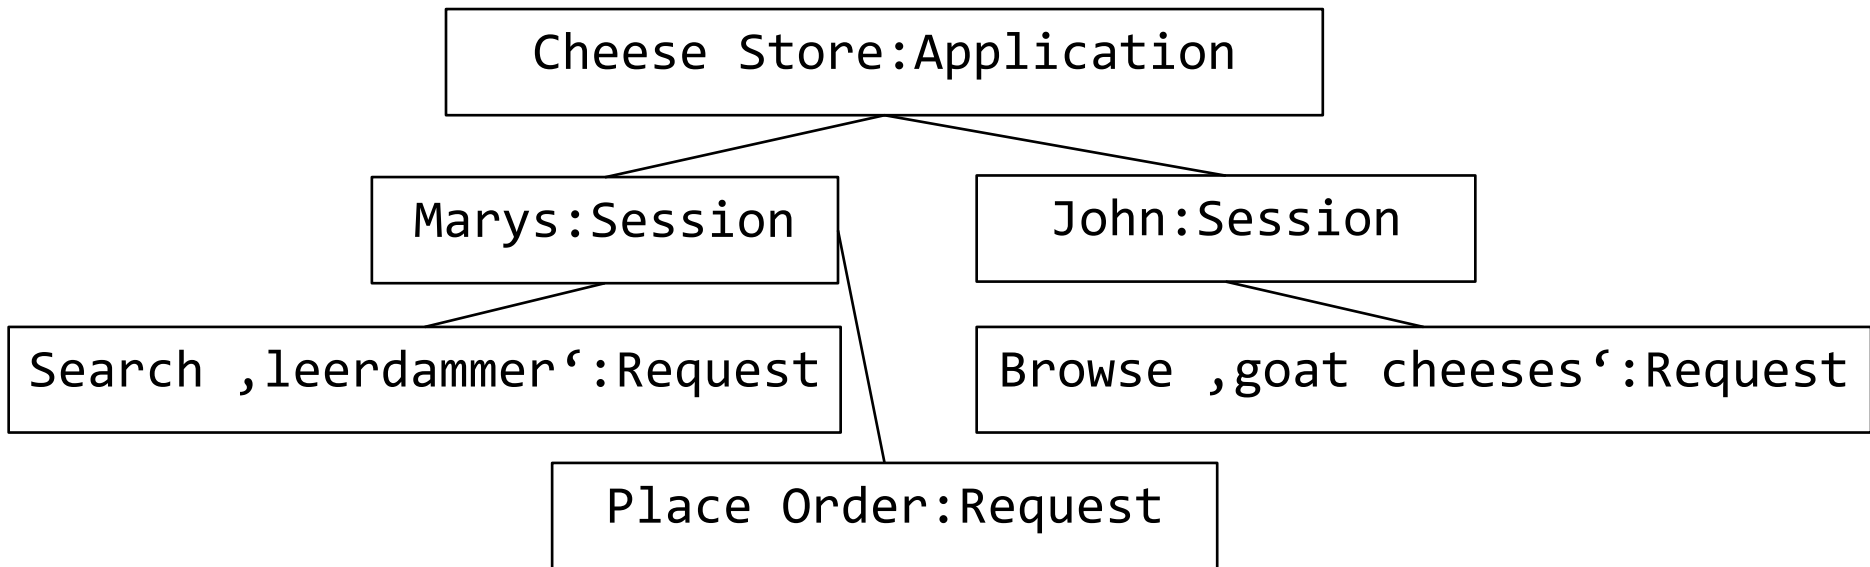 Cheese Store:Application
Marys:Session
John:Session
Search ‚leerdammer‘:Request
Browse ‚goat cheeses‘:Request
Place Order:Request